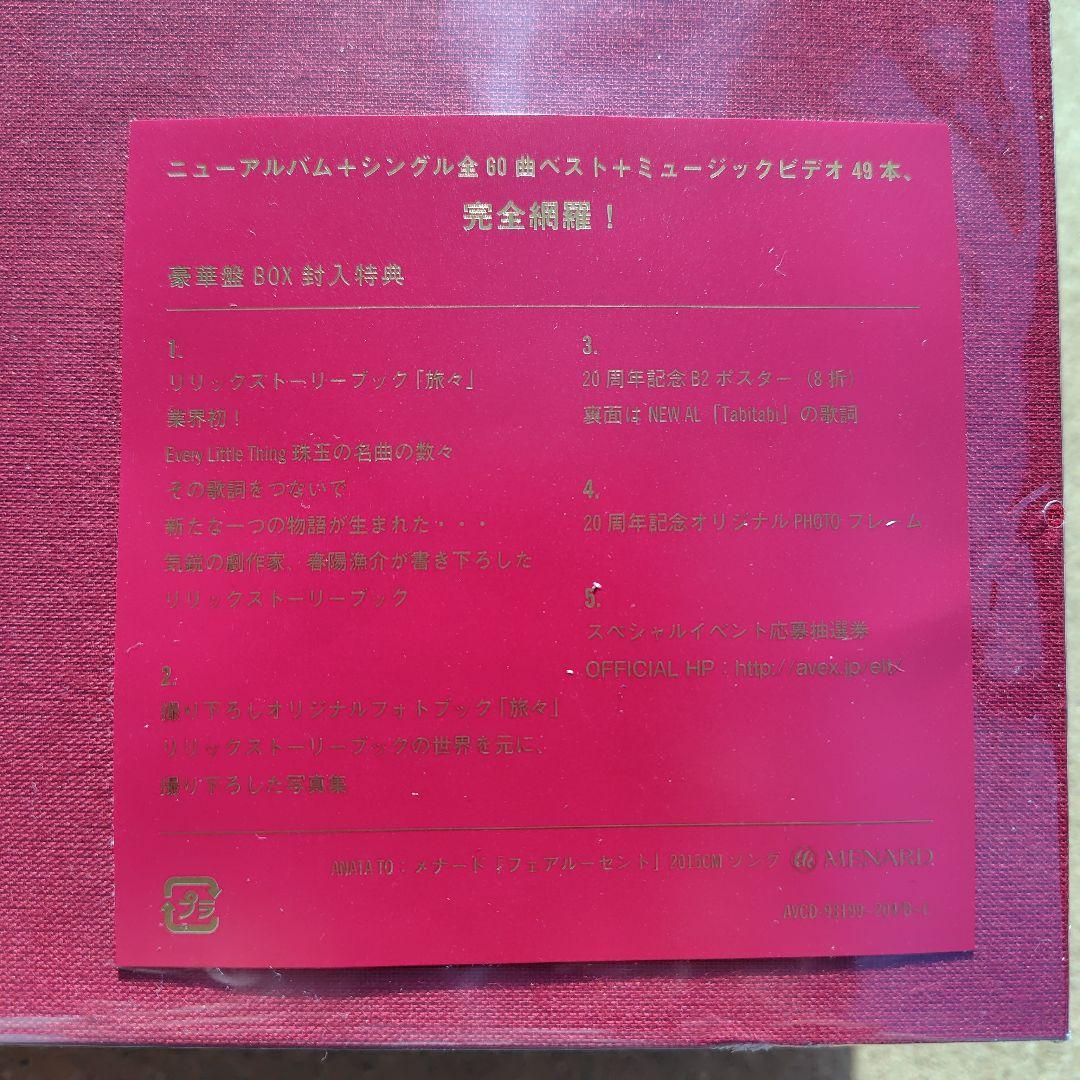 ニューアルバム+シングル全60曲ベスト+ミュージックビデオ49本、
完全網羅!
豪華盤 BOX 封入特典
1.
リリックストーリーブック「旅々」
業界初!
Every Little Thing 珠玉の名曲の数々
その歌詞をつないで
新たな一つの物語が生まれた・・・
気鋭の劇作家、春陽漁介が書き下ろした
リリックストーリーブック
2.
撮り下ろしオリジナルフォトブック「旅々」
リリックストーリーブックの世界を元に、
撮り下ろした写真集
3.
20周年記念B2ポスター(8折)
裏面は NEW AL「Tabitabi」の歌詞
4.
20周年記念オリジナルPHOTOフレーム
5.
スペシャルイベント応募抽選券
OFFICIAL HP:http://avex.jp/elt/
ANATA TO:メナード『フェアルーセント』2015CMソング MENARD
プラ
AVCD-93199~204/B~